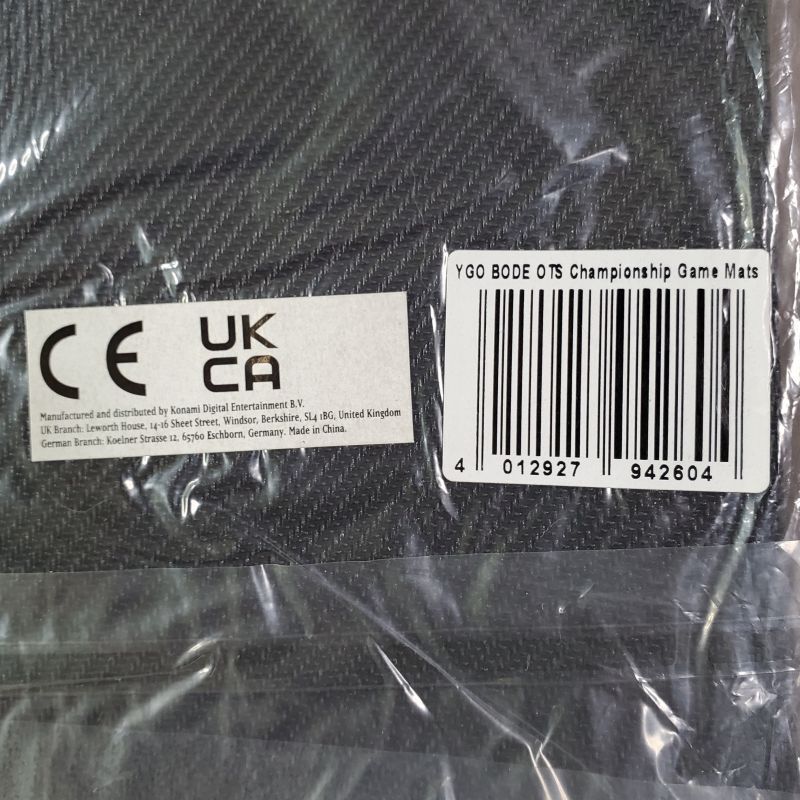 CE
UK
CA
Manufactured and distributed by Konami Digital Entertainment B.V.
UK Branch: Leworth House, 14-16 Sheet Street, Windsor, Berkshire, SL4 1BG, United Kingdom
German Branch: Koelner Strasse 12, 65760 Eschborn, Germany. Made in China.
YGO BODE OTS Championship Game Mats
4 012927 942604